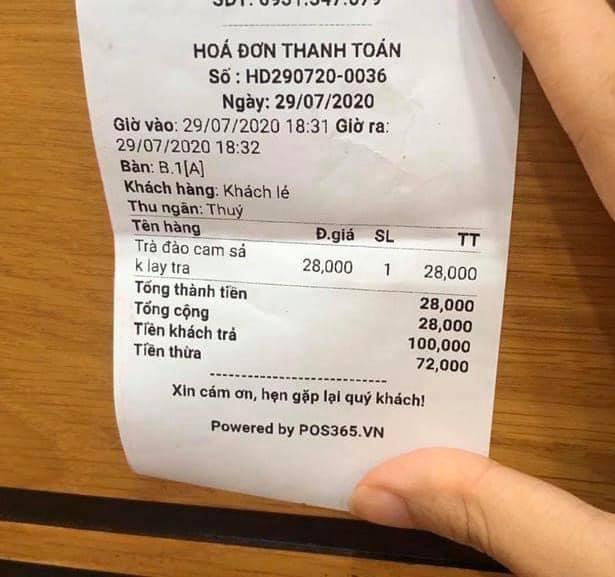 HOÁ ĐƠN THANH TOÁN
Số : HD290720-0036
Ngày: 29/07/2020
Giờ vào: 29/07/2020 18:31 Giờ ra:
29/07/2020 18:32
Bàn: B.1[A]
Khách hàng: Khách lẻ
Thu ngân: Thuý
Tên hàng Đ.giá SL TT
Trà đào cam sả
k lay tra 28,000 1 28,000
Tổng thành tiền 28,000
Tổng cộng 28,000
Tiền khách trả 100,000
Tiền thừa 72,000
Xin cám ơn, hẹn gặp lại quý khách!
Powered by POS365.VN